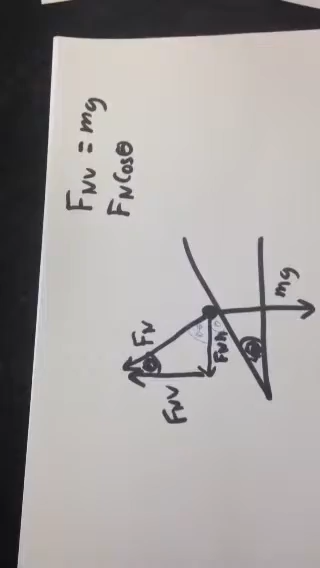 F_NV = mg
F_N Cosθ
F_N
F_NV
F_Nh
θ
θ
mg